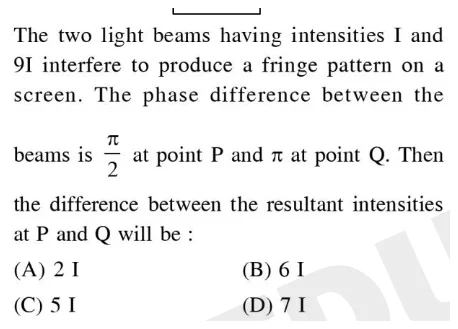 The two light beams having intensities I and
9I interfere to produce a fringe pattern on a
screen. The phase difference between the
beams is π/2 at point P and π at point Q. Then
the difference between the resultant intensities
at P and Q will be :
(A) 2 I (B) 6 I
(C) 5 I (D) 7 I